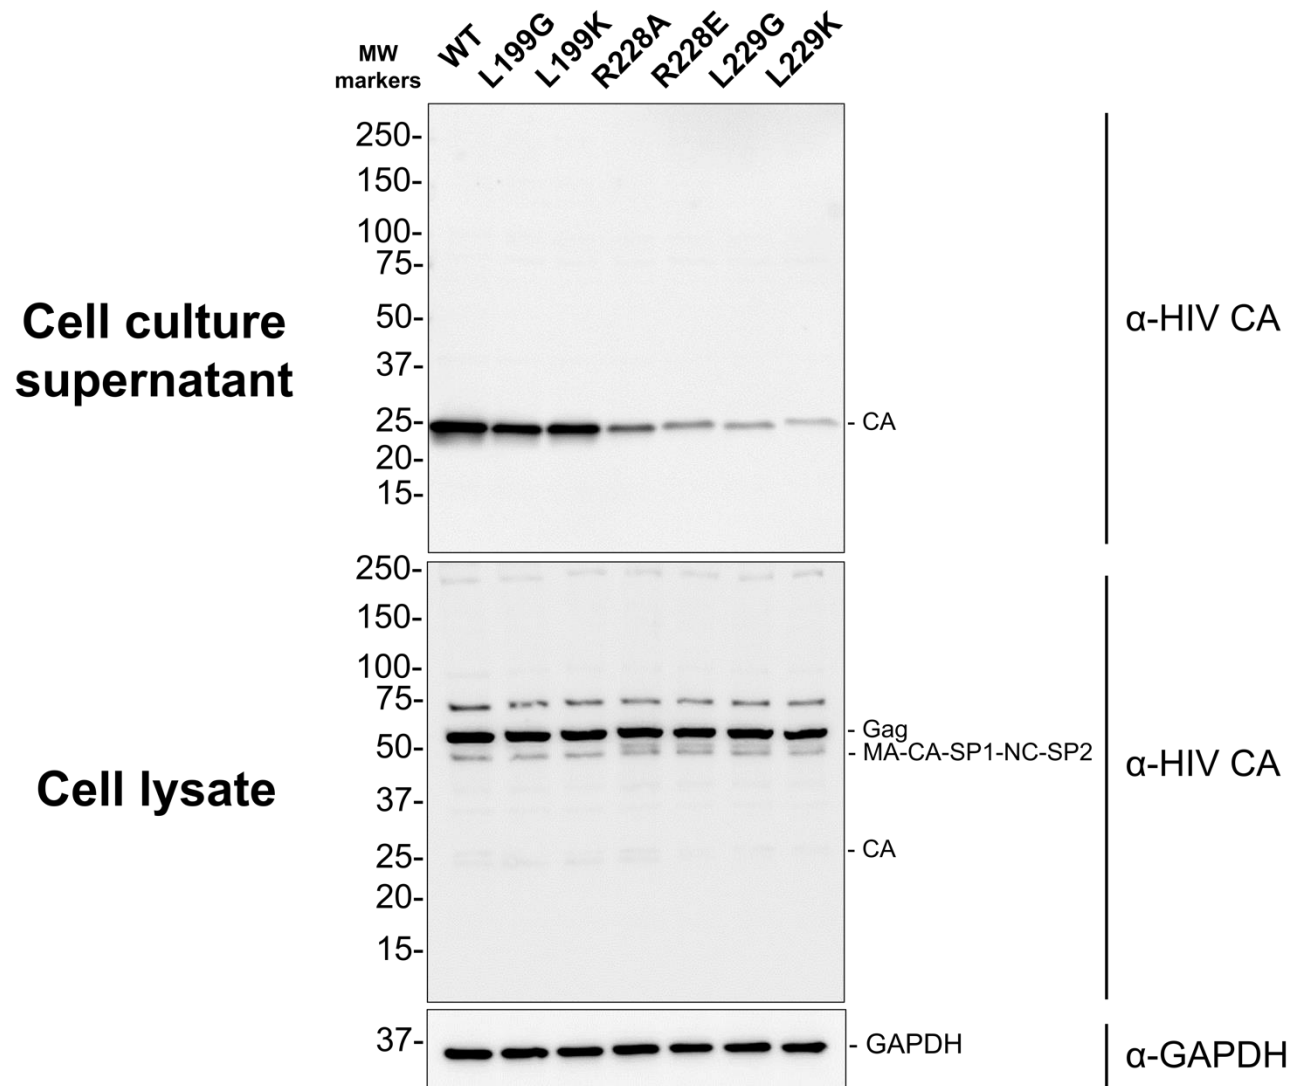 MW
markers
WT
L199G
L199K
R228A
R228E
L229G
L229K
250-
150-
100-
75-
50-
37-
25-
20-
15-
Cell culture
supernatant
- CA
α-HIV CA
250-
150-
100-
75-
50-
37-
25-
20-
15-
Cell lysate
- Gag
- MA-CA-SP1-NC-SP2
- CA
α-HIV CA
37-
- GAPDH
α-GAPDH